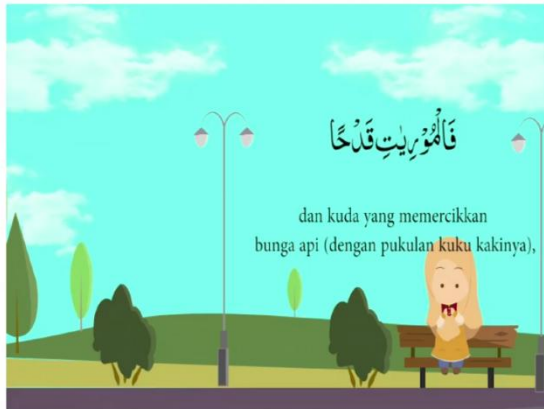 فَالْمُوْرِيٰتِ قَدْحًا
dan kuda yang memercikkan
bunga api (dengan pukulan kuku kakinya),